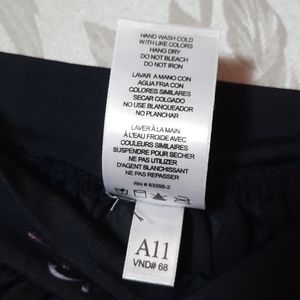 HAND WASH COLD
WITH LIKE COLORS
HANG DRY
DO NOT BLEACH
DO NOT IRON
LAVAR A MANO CON
AGUA FRIA CON
COLORES SIMILARES
SECAR COLGADO
NO USE BLANQUEADOR
NO PLANCHAR
LAVER À LA MAIN
À L'EAU FROIDE AVEC
COULEURS SIMILAIRES
SUSPENDRE POUR SÉCHER
NE PAS UTILIZER
D'AGENT BLANCHISSANT
NE PAS REPASSER
RN # 63356-2
A11
VND# 68